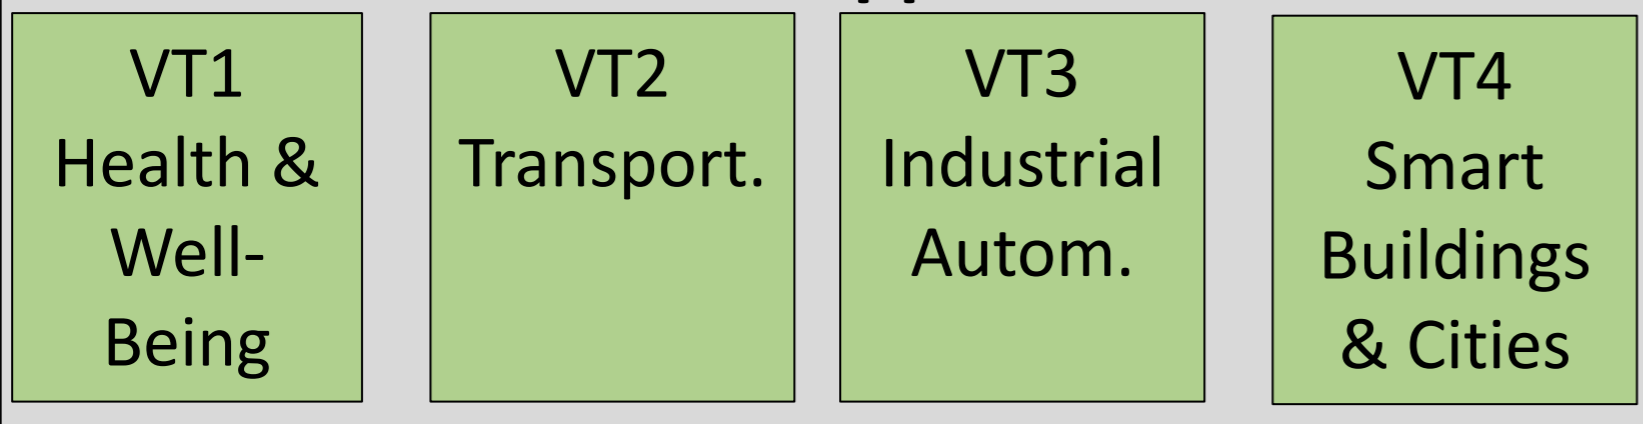 VT1
Health &
Well-
Being
VT2
Transport.
VT3
Industrial
Autom.
VT4
Smart
Buildings
& Cities